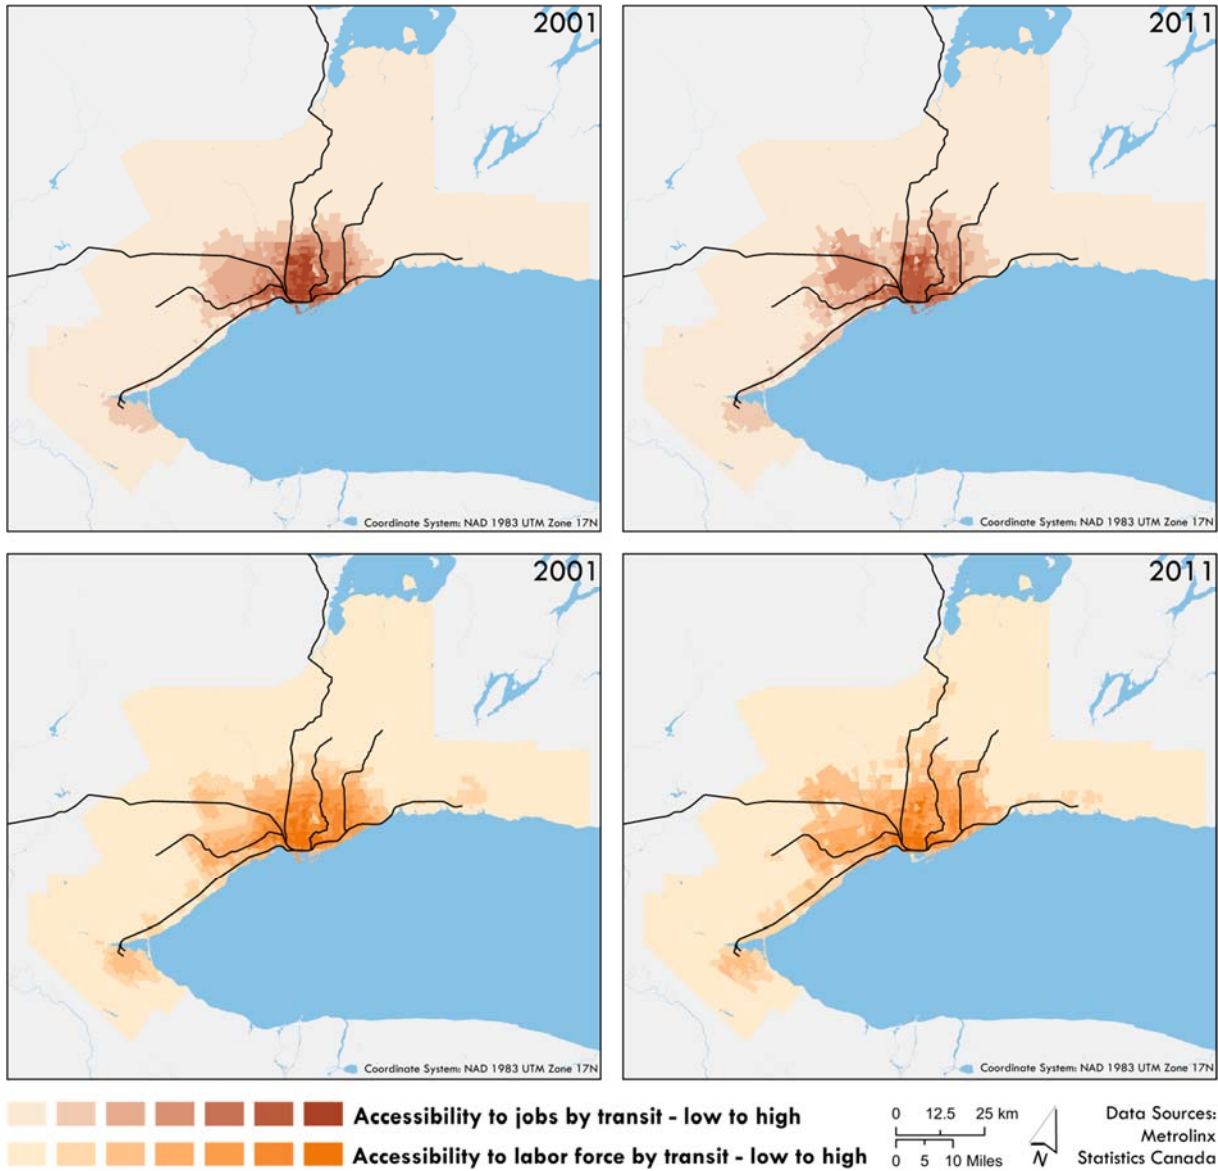 2001
2011
Coordinate System: NAD 1983 UTM Zone 17N
Coordinate System: NAD 1983 UTM Zone 17N
2001
2011
Coordinate System: NAD 1983 UTM Zone 17N
Coordinate System: NAD 1983 UTM Zone 17N
Accessibility to jobs by transit - low to high
Accessibility to labor force by transit - low to high
0 12.5 25 km
0 5 10 Miles
N
Data Sources:
Metrolinx
Statistics Canada